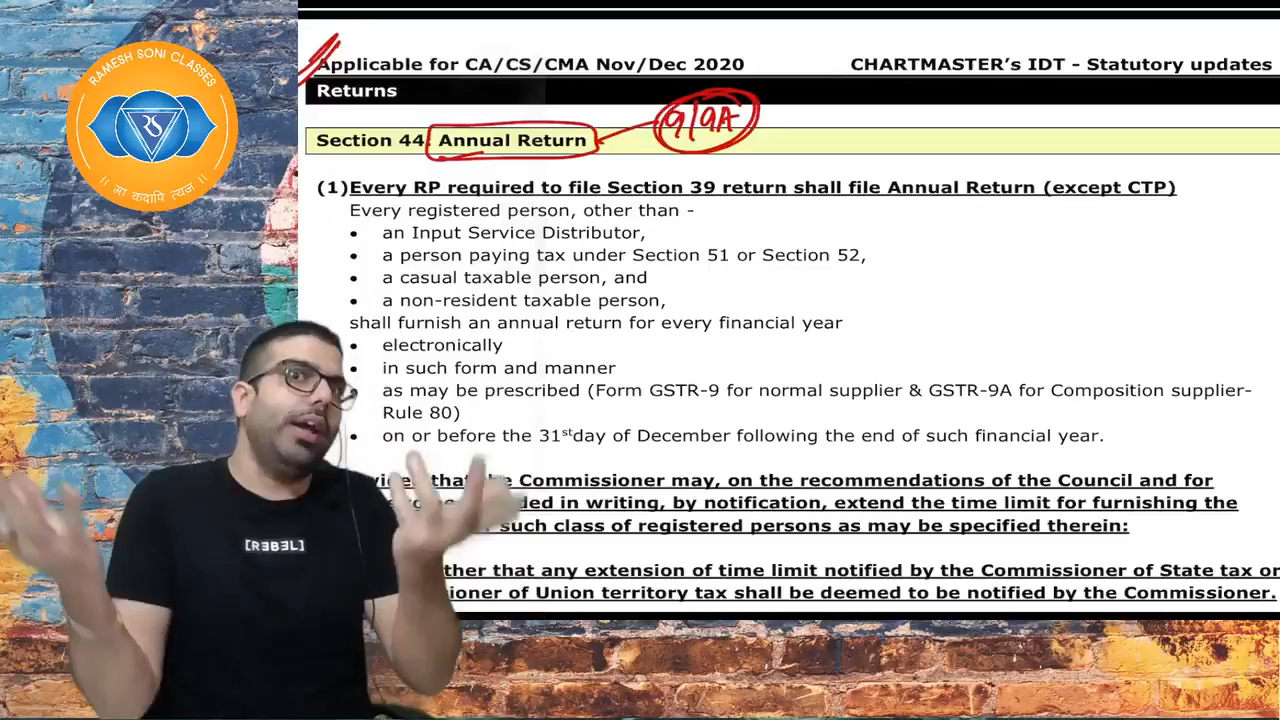 RAMESH SONI CLASSES
RS
॥ मा कदापि त्यज ॥
Applicable for CA/CS/CMA Nov/Dec 2020 CHARTMASTER's IDT - Statutory updates
Returns
9/9A
Section 44: Annual Return
(1)Every RP required to file Section 39 return shall file Annual Return (except CTP)
Every registered person, other than -
• an Input Service Distributor,
• a person paying tax under Section 51 or Section 52,
• a casual taxable person, and
• a non-resident taxable person,
shall furnish an annual return for every financial year
• electronically
• in such form and manner
as may be prescribed (Form GSTR-9 for normal supplier & GSTR-9A for Composition supplier-
Rule 80)
• on or before the 31stday of December following the end of such financial year.
Commissioner may, on the recommendations of the Council and for
in writing, by notification, extend the time limit for furnishing the
such class of registered persons as may be specified therein:
that any extension of time limit notified by the Commissioner of State tax or
of Union territory tax shall be deemed to be notified by the Commissioner.
[REBEL]